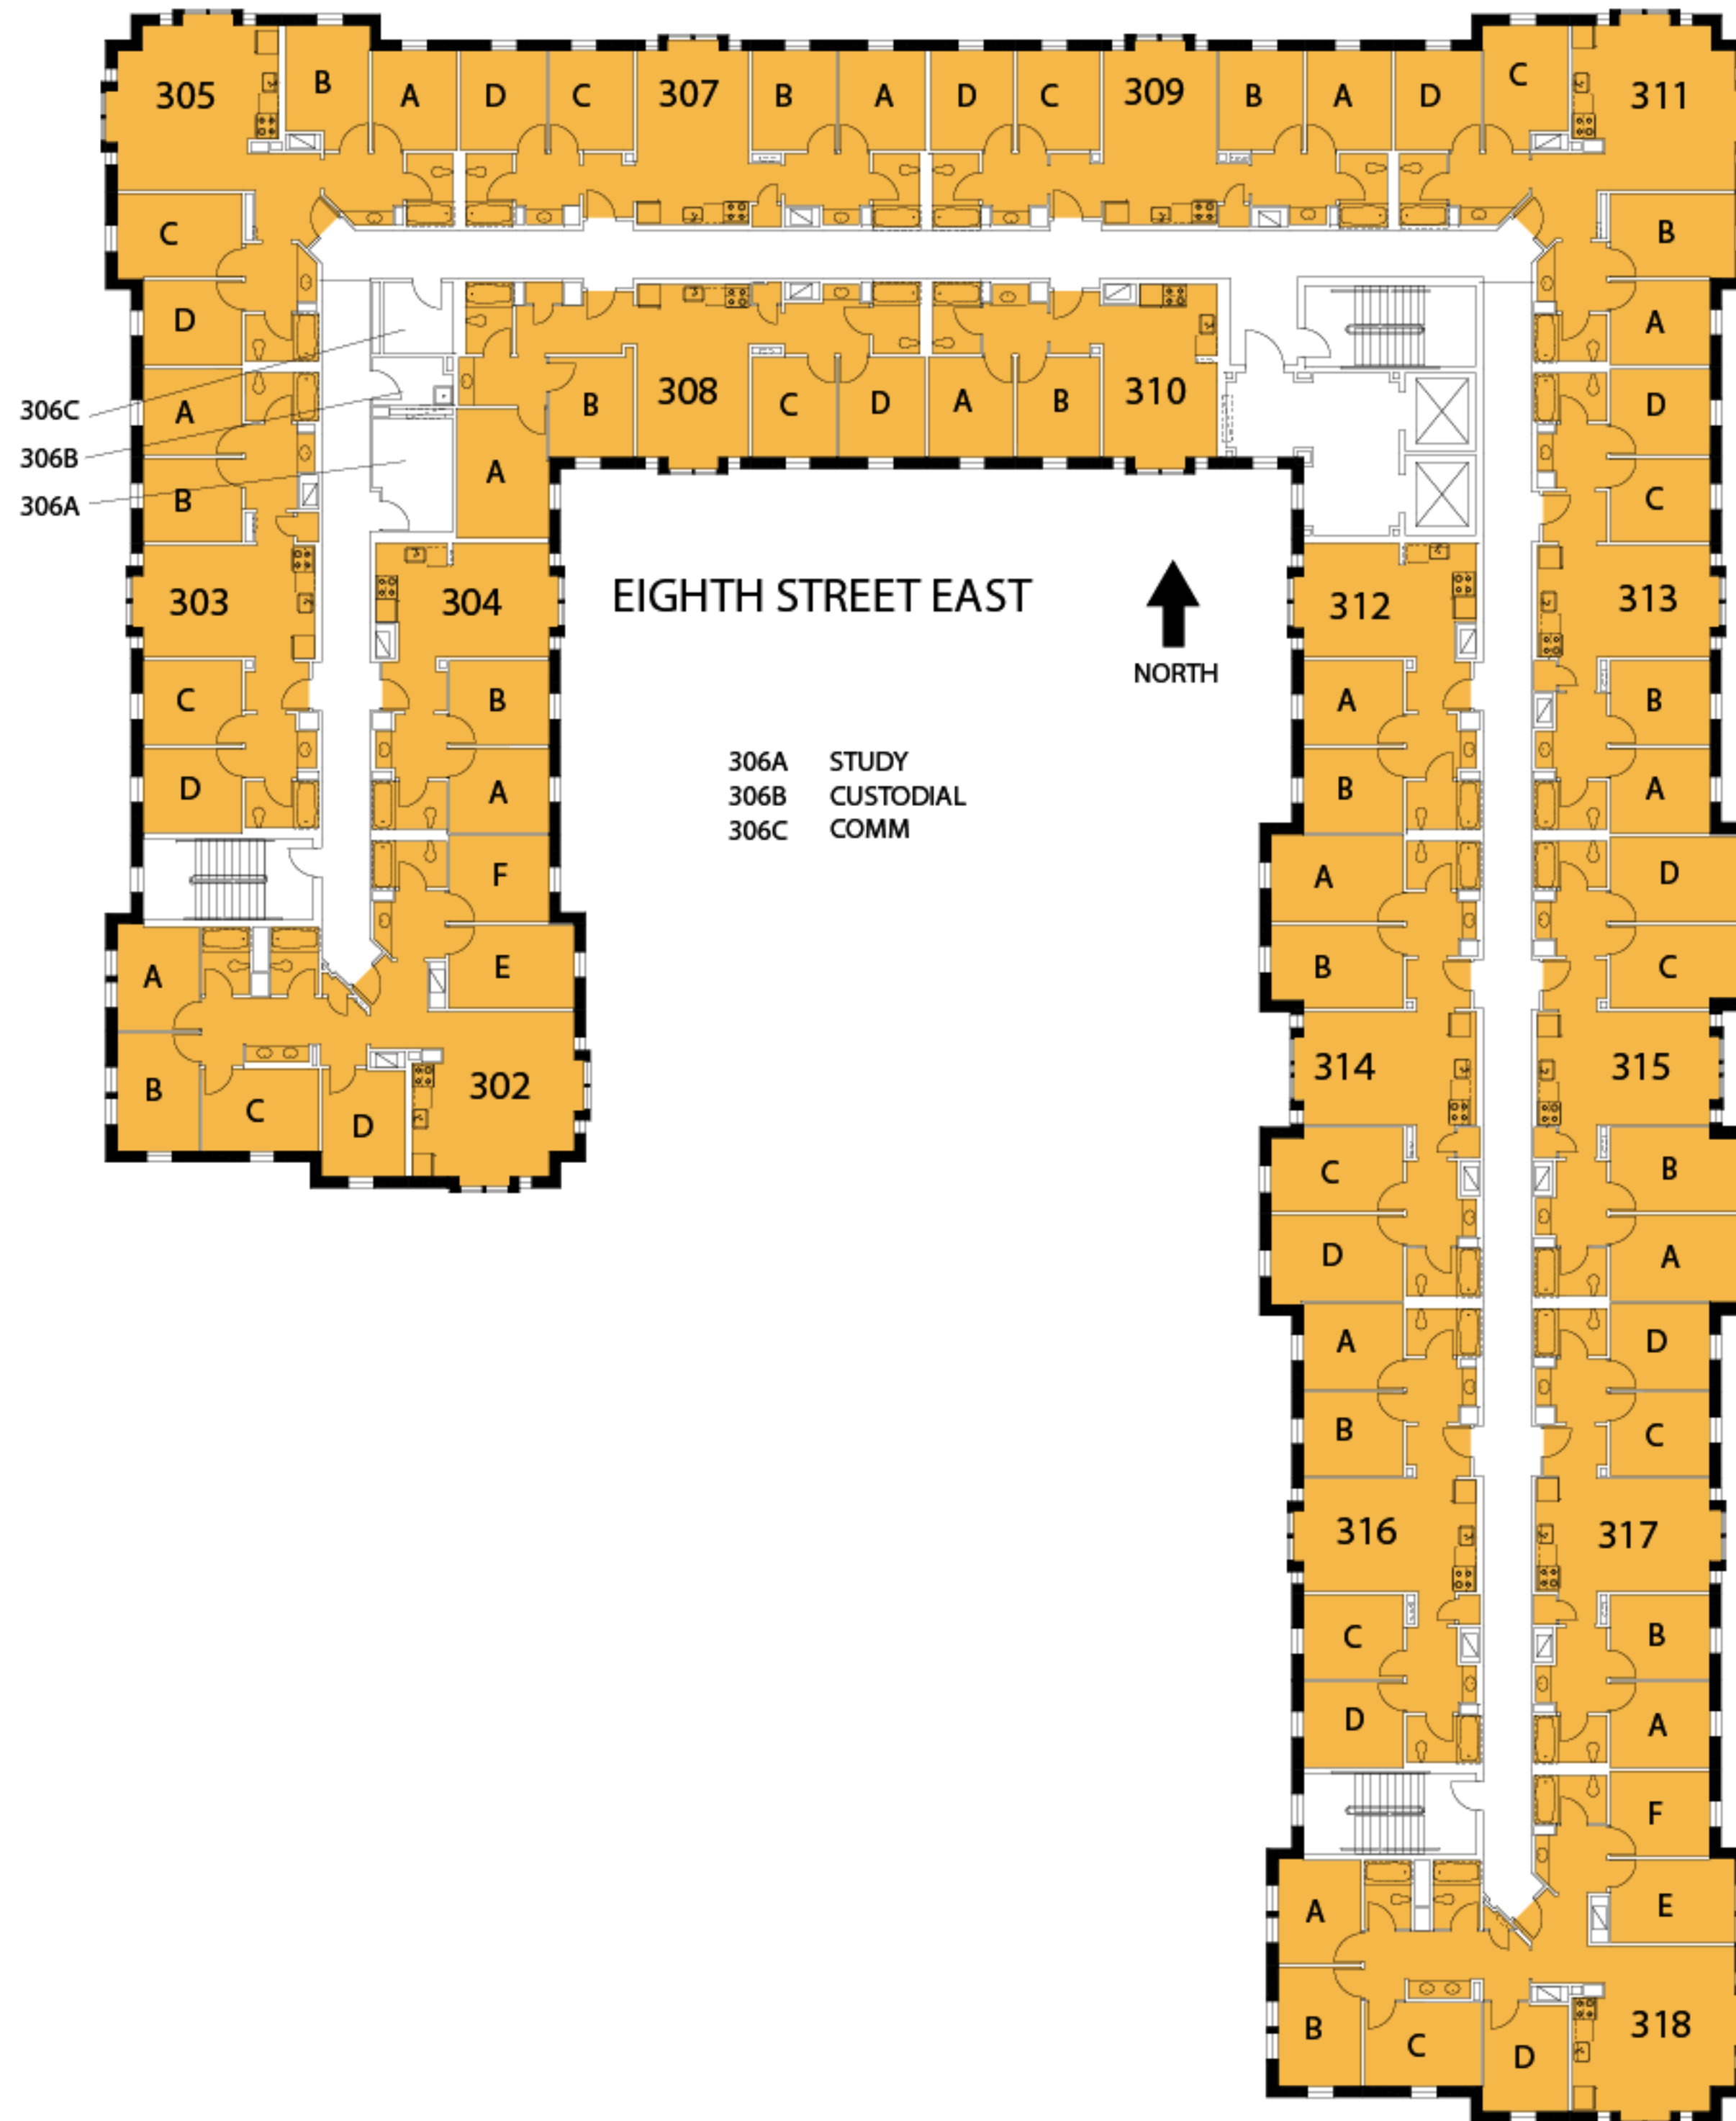 305 B A D C 307 B A D C 309 B A D C 311
C B
D A
306C A B 308 C D A B 310 D
306B
306A B A C
303 304 EIGHTH STREET EAST 312 313
NORTH
C B A B
D A B A
306A STUDY
306B CUSTODIAL
306C COMM
F A D
A E B C
B C D 302 314 315
C B
D A
A D
B C
316 317
C B
D A
F
A E
B C D 318